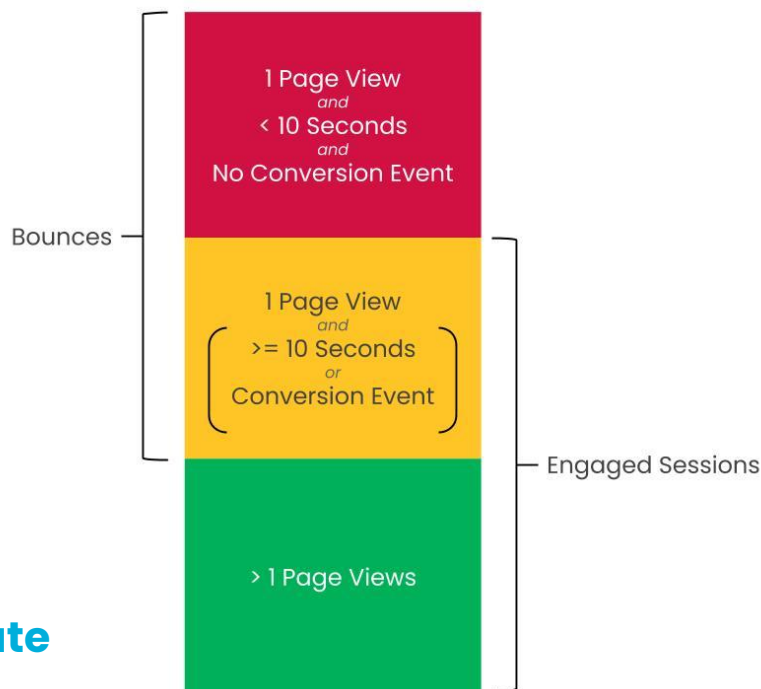 1 Page View
and
< 10 Seconds
and
No Conversion Event
Bounces
1 Page View
and
>= 10 Seconds
or
Conversion Event
Engaged Sessions
> 1 Page Views